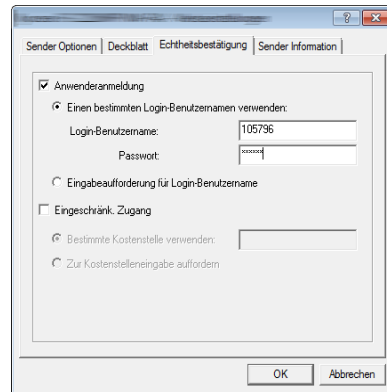 Sender Optionen Deckblatt Echtheitsbestätigung Sender Information
Anwenderanmeldung
Einen bestimmten Login-Benutzernamen verwenden:
Login-Benutzername: 105796
Passwort: xxxxxx
Eingabeaufforderung für Login-Benutzername
Eingeschränk. Zugang
Bestimmte Kostenstelle verwenden:
Zur Kostenstelleneingabe auffordern
OK Abbrechen